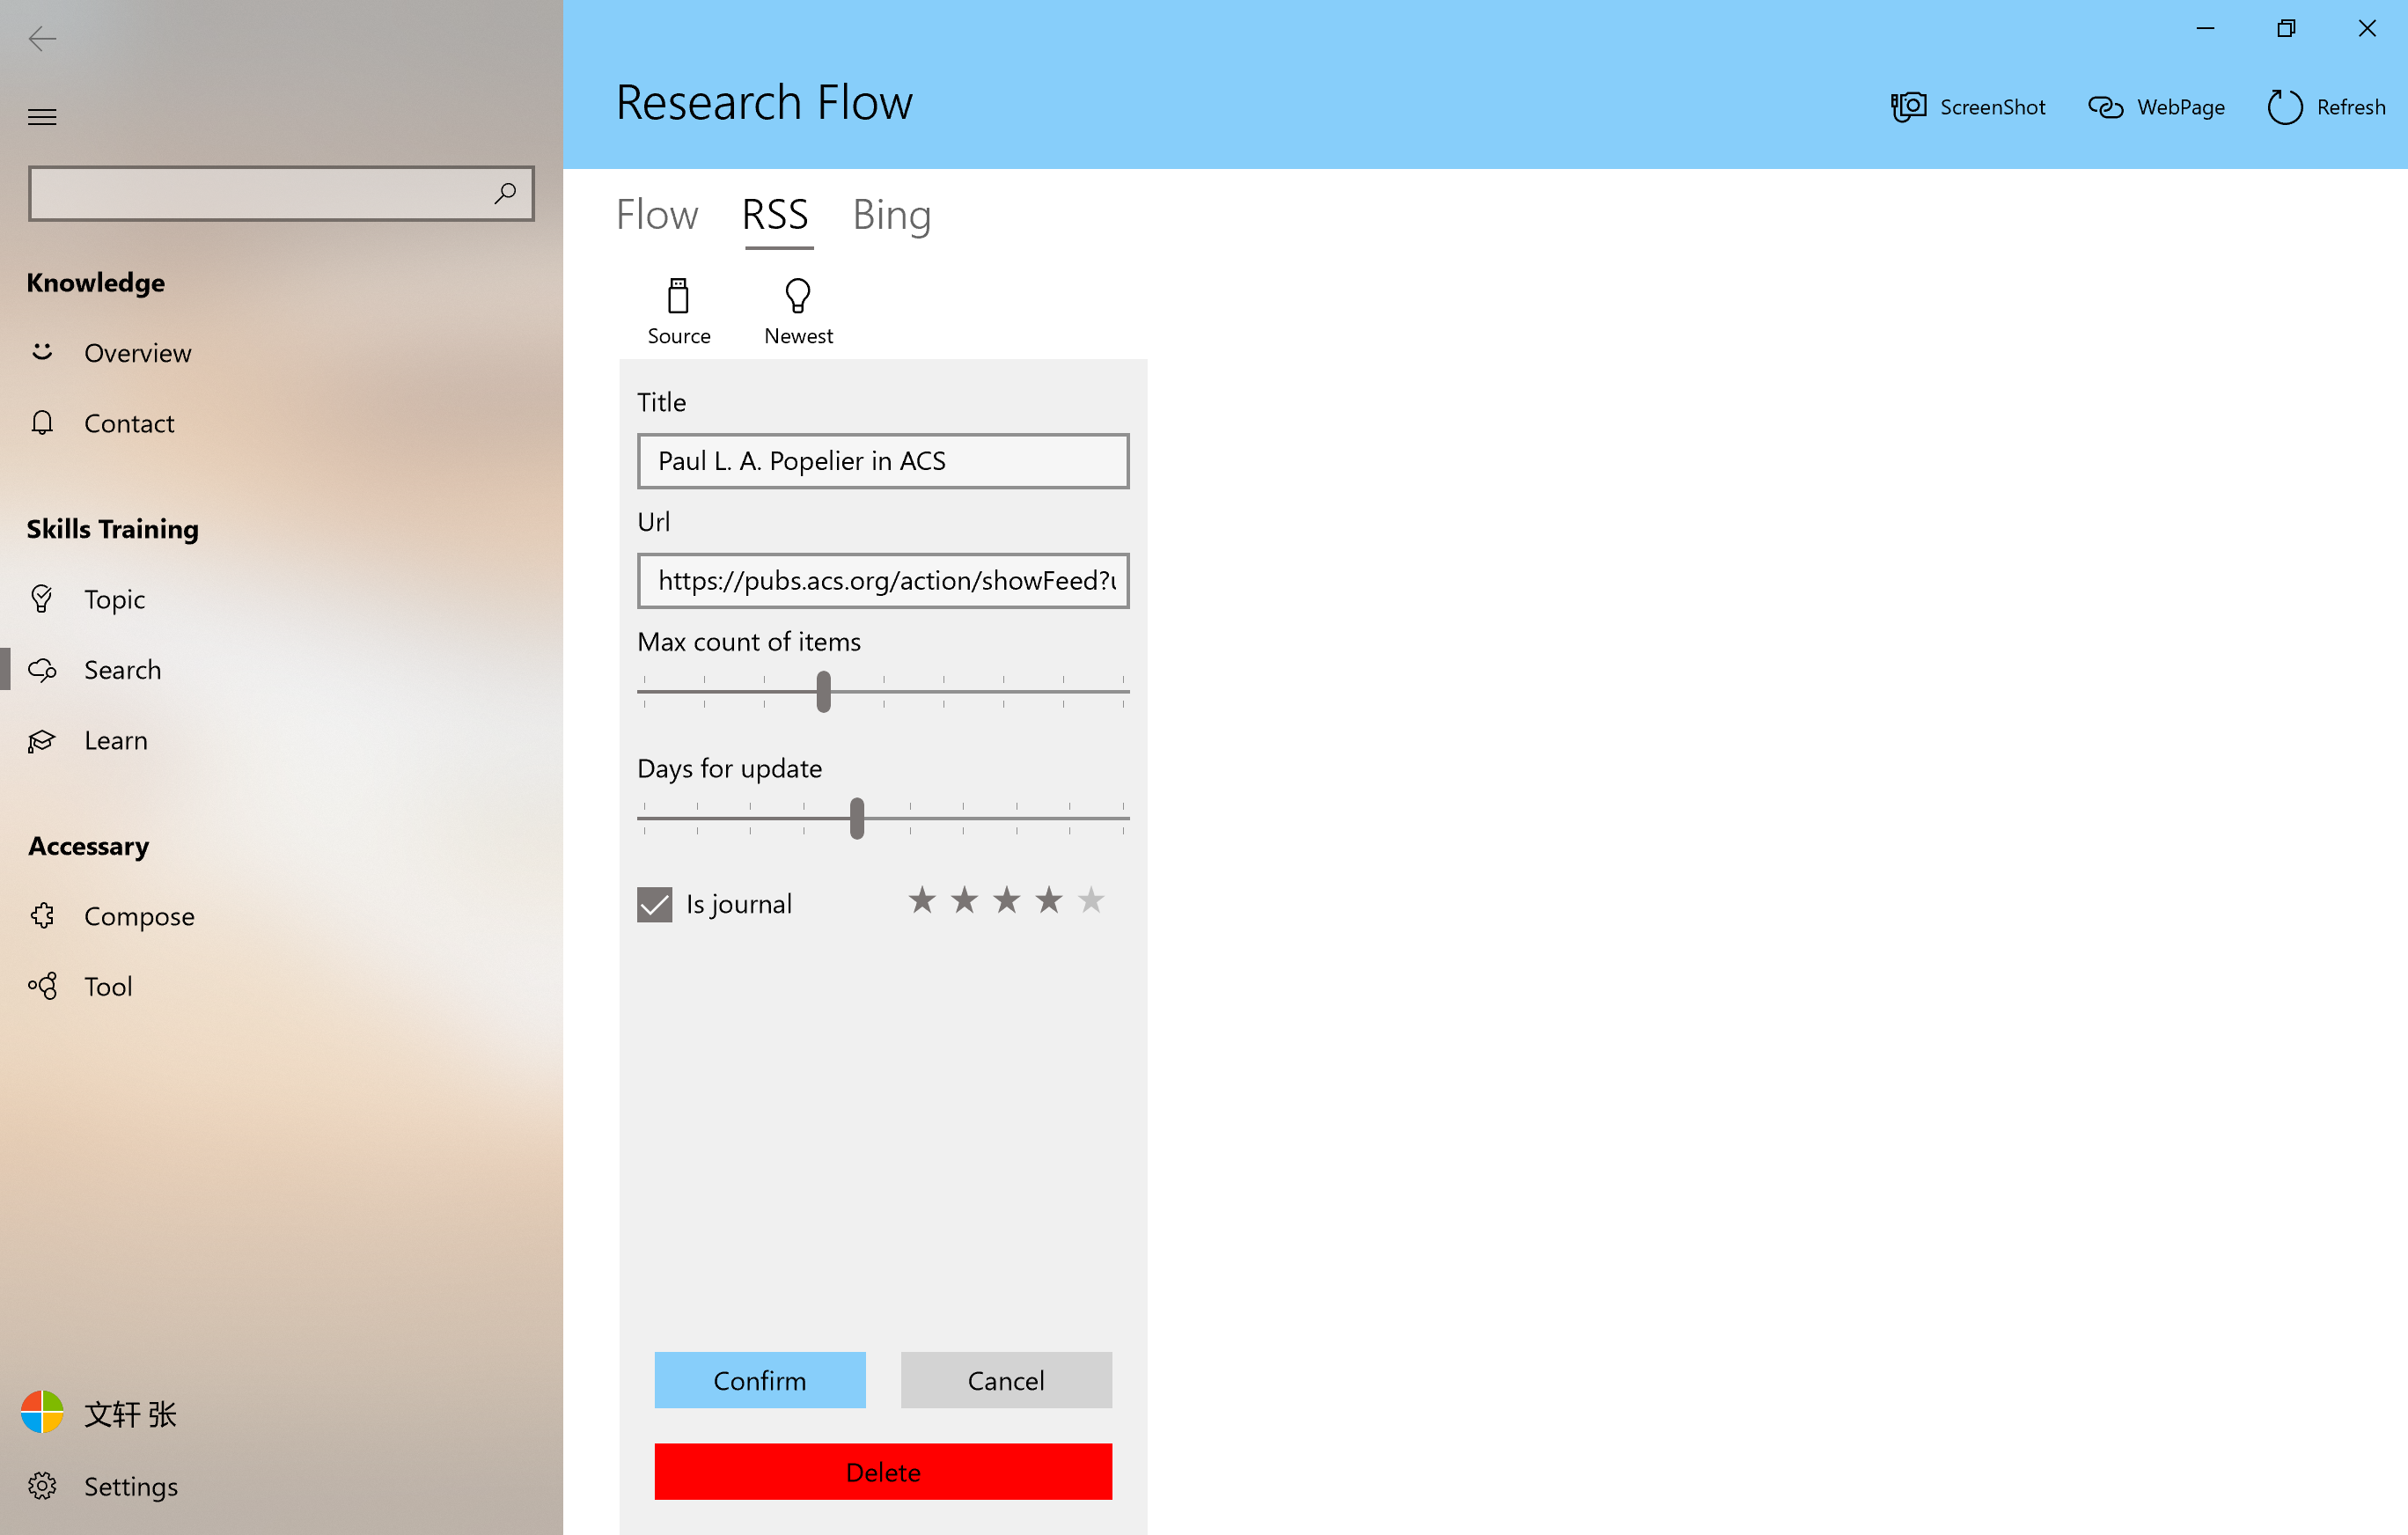 Knowledge
Overview
Contact
Skills Training
Topic
Search
Learn
Accessary
Compose
Tool
文轩 张
Settings
Research Flow
ScreenShot
WebPage
Refresh
Flow RSS Bing
Source Newest
Title
Paul L. A. Popelier in ACS
Url
https://pubs.acs.org/action/showFeed?u
Max count of items
Days for update
Is journal
Confirm Cancel
Delete